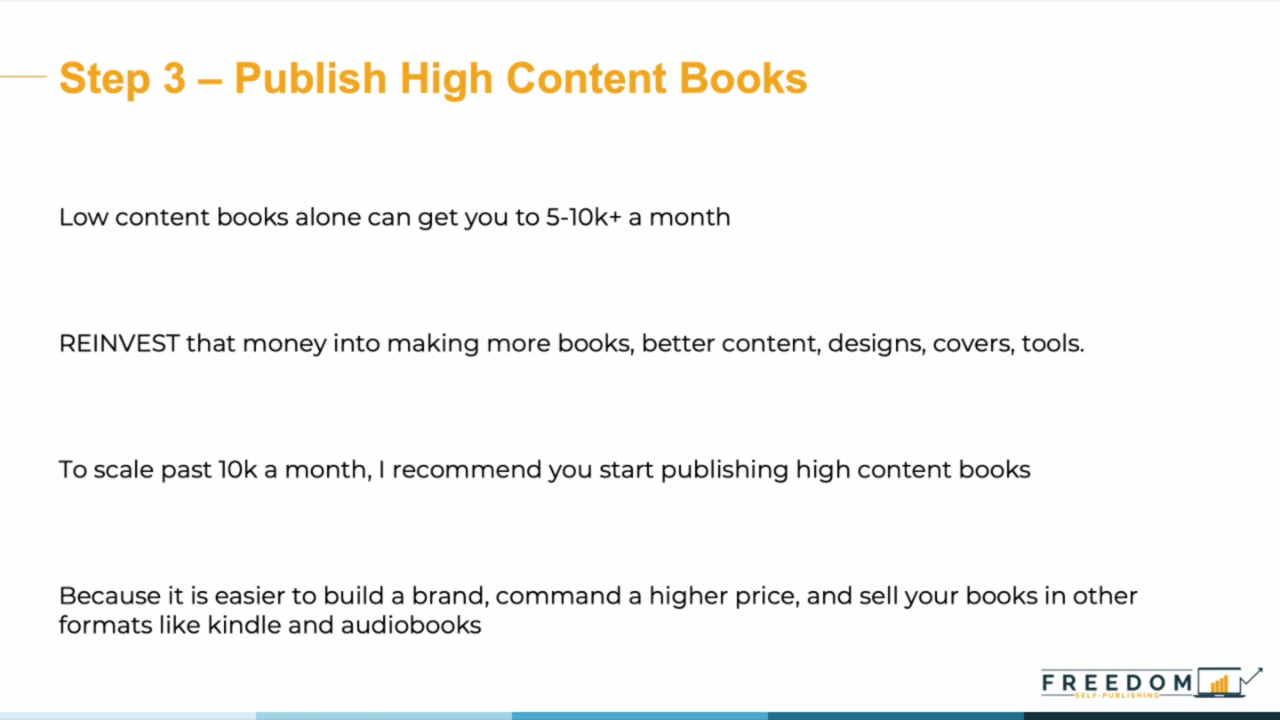 Step 3 – Publish High Content Books
Low content books alone can get you to 5-10k+ a month
REINVEST that money into making more books, better content, designs, covers, tools.
To scale past 10k a month, I recommend you start publishing high content books
Because it is easier to build a brand, command a higher price, and sell your books in other
formats like kindle and audiobooks
FREEDOM
SELF-PUBLISHING